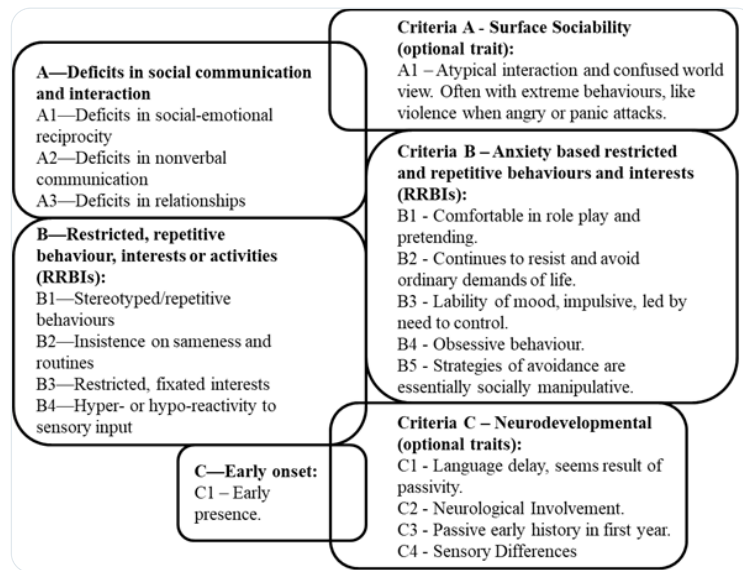 A—Deficits in social communication
and interaction
A1—Deficits in social-emotional
reciprocity
A2—Deficits in nonverbal
communication
A3—Deficits in relationships
B—Restricted, repetitive
behaviour, interests or activities
(RRBIs):
B1—Stereotyped/repetitive
behaviours
B2—Insistence on sameness and
routines
B3—Restricted, fixated interests
B4—Hyper- or hypo-reactivity to
sensory input
C—Early onset:
C1 – Early
presence.
Criteria A - Surface Sociability
(optional trait):
A1 – Atypical interaction and confused world
view. Often with extreme behaviours, like
violence when angry or panic attacks.
Criteria B – Anxiety based restricted
and repetitive behaviours and interests
(RRBIs):
B1 - Comfortable in role play and
pretending.
B2 - Continues to resist and avoid
ordinary demands of life.
B3 - Lability of mood, impulsive, led by
need to control.
B4 - Obsessive behaviour.
B5 - Strategies of avoidance are
essentially socially manipulative.
Criteria C – Neurodevelopmental
(optional traits):
C1 - Language delay, seems result of
passivity.
C2 - Neurological Involvement.
C3 - Passive early history in first year.
C4 - Sensory Differences